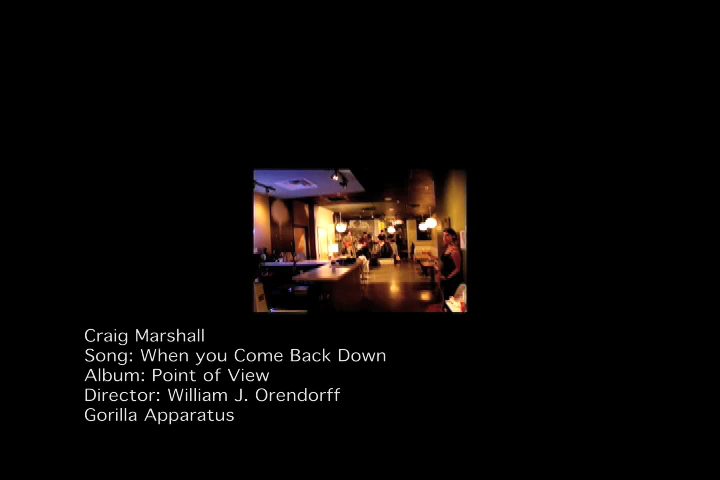 Craig Marshall
Song: When you Come Back Down
Album: Point of View
Director: William J. Orendorff
Gorilla Apparatus